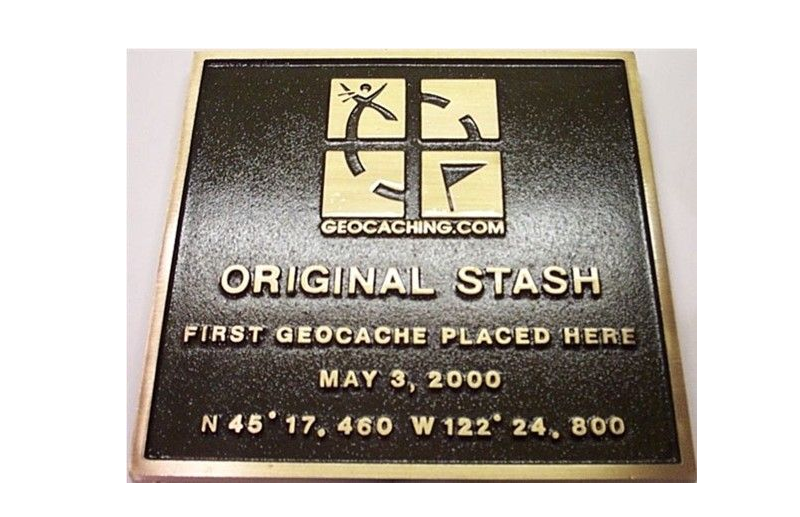 GEOCACHING.COM
ORIGINAL STASH
FIRST GEOCACHE PLACED HERE
MAY 3, 2000
N 45° 17. 460 W 122° 24. 800